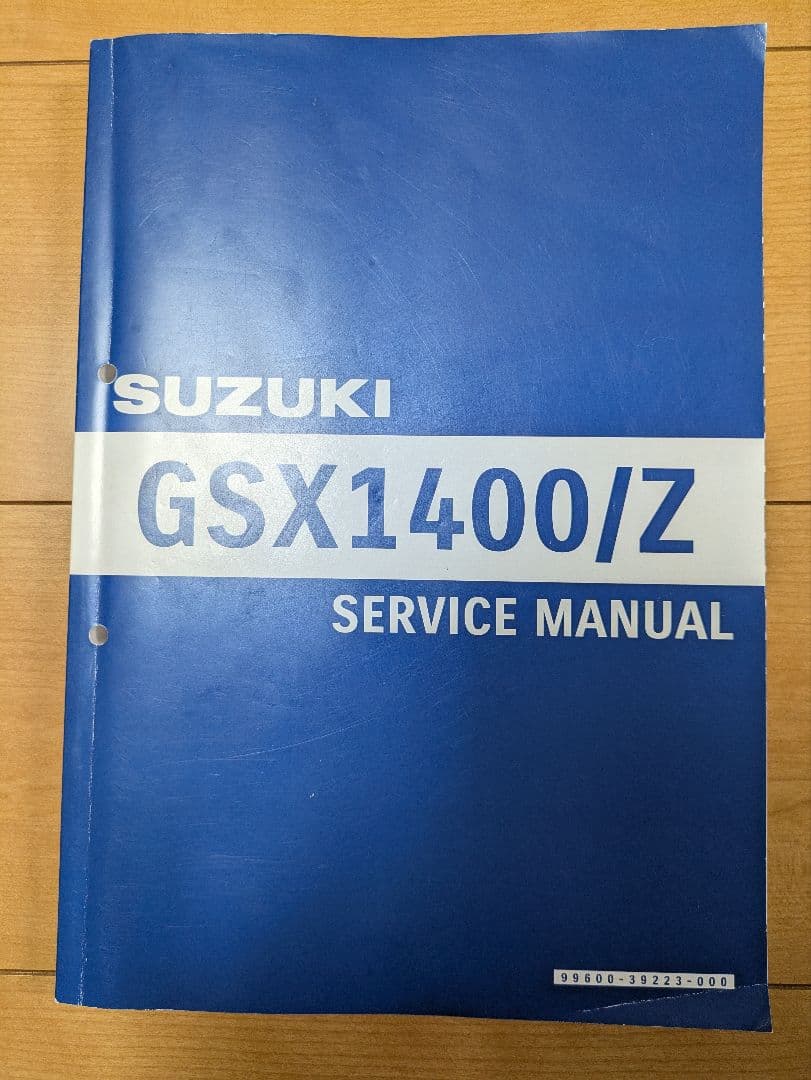 SUZUKI
GSX1400/Z
SERVICE MANUAL
99600-39223-000